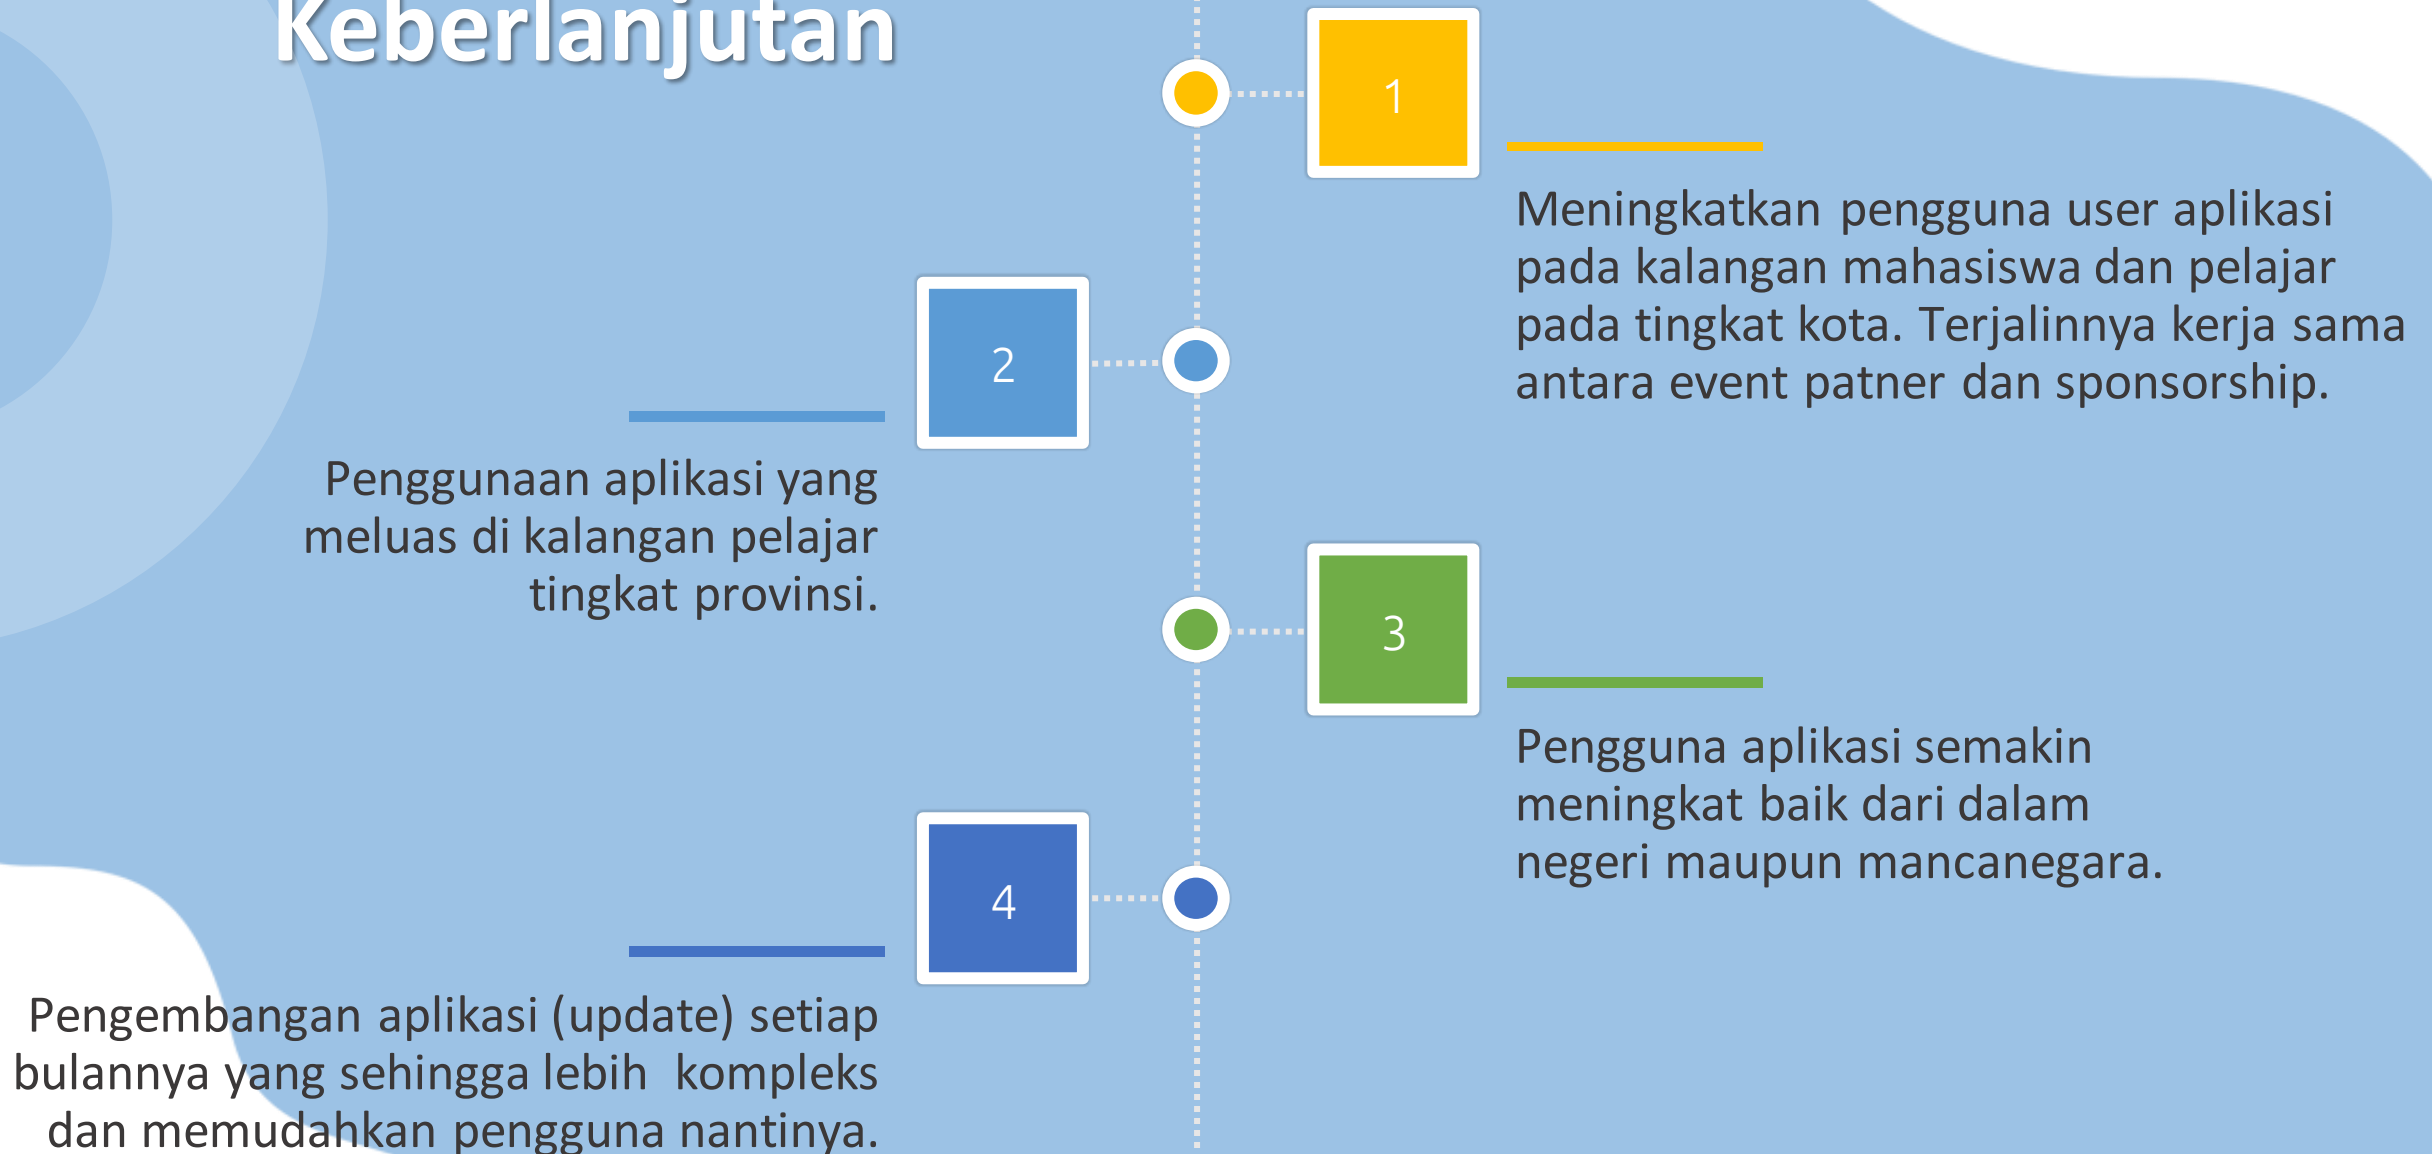 Keberlanjutan
1
Meningkatkan pengguna user aplikasi
pada kalangan mahasiswa dan pelajar
pada tingkat kota. Terjalinnya kerja sama
antara event patner dan sponsorship.
2
Penggunaan aplikasi yang
meluas di kalangan pelajar
tingkat provinsi.
3
Pengguna aplikasi semakin
meningkat baik dari dalam
negeri maupun mancanegara.
4
Pengembangan aplikasi (update) setiap
bulannya yang sehingga lebih kompleks
dan memudahkan pengguna nantinya.